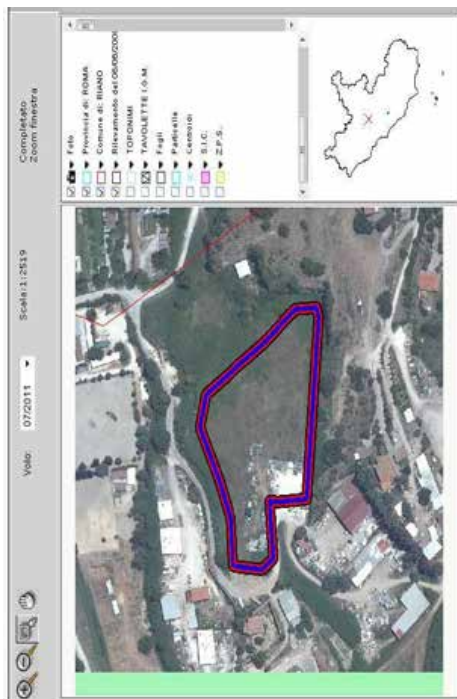 Volo: 07/2011 Scala:1:2519 Completato
Zoom finestra
Foto
Provincia di: ROMA
Comune di: RIANO
Rilevamento del 06/06/200
TOPONIMI
TAVOLETTE I.G.M.
Fogli
Particelle
Centroidi
S.I.C.
Z.P.S.